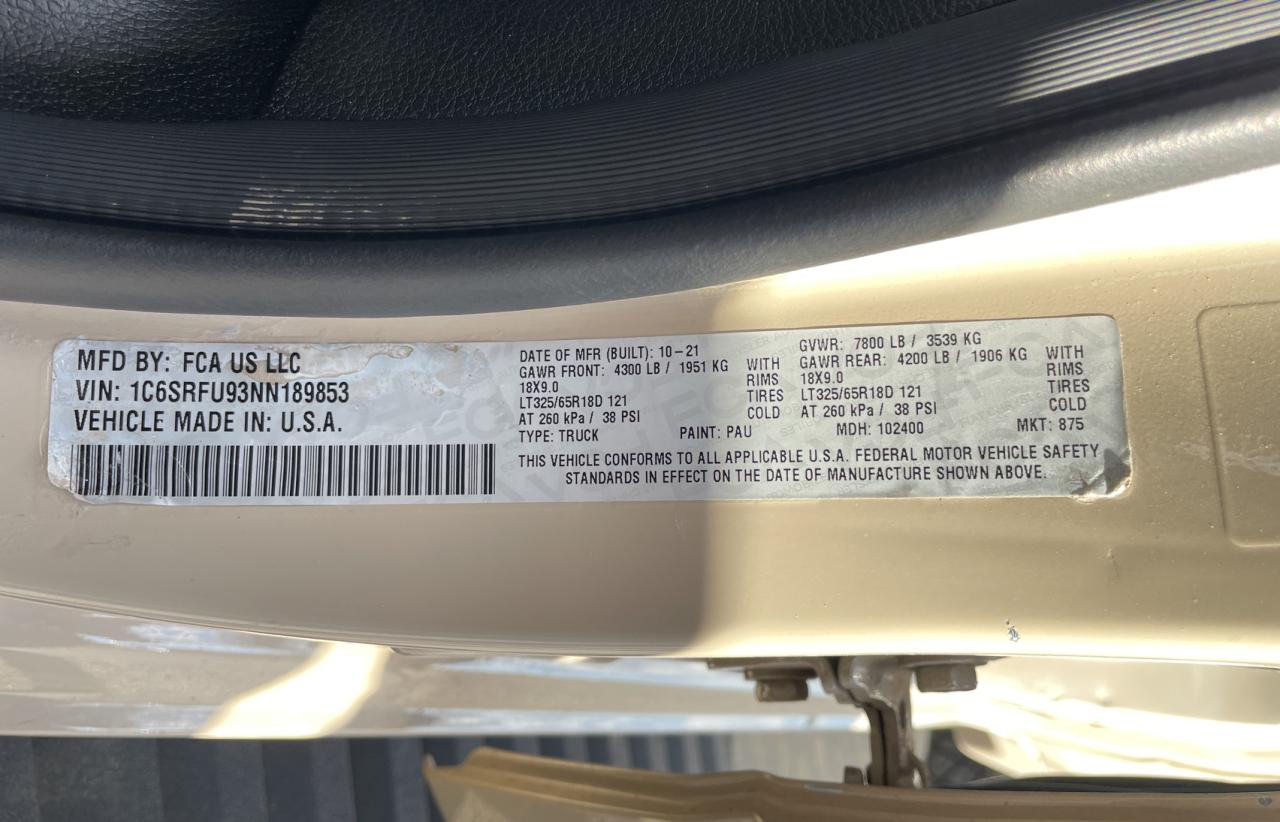 MFD BY: FCA US LLC
VIN: 1C6SRFU93NN189853
VEHICLE MADE IN: U.S.A.
DATE OF MFR (BUILT): 10-21
GAWR FRONT: 4300 LB / 1951 KG WITH
18X9.0 RIMS
LT325/65R18D 121 TIRES
AT 260 kPa / 38 PSI COLD
GVWR: 7800 LB / 3539 KG
GAWR REAR: 4200 LB / 1906 KG WITH
18X9.0 RIMS
LT325/65R18D 121 TIRES
AT 260 kPa / 38 PSI COLD
TYPE: TRUCK PAINT: PAU MDH: 102400 MKT: 875
THIS VEHICLE CONFORMS TO ALL APPLICABLE U.S.A. FEDERAL MOTOR VEHICLE SAFETY
STANDARDS IN EFFECT ON THE DATE OF MANUFACTURE SHOWN ABOVE.